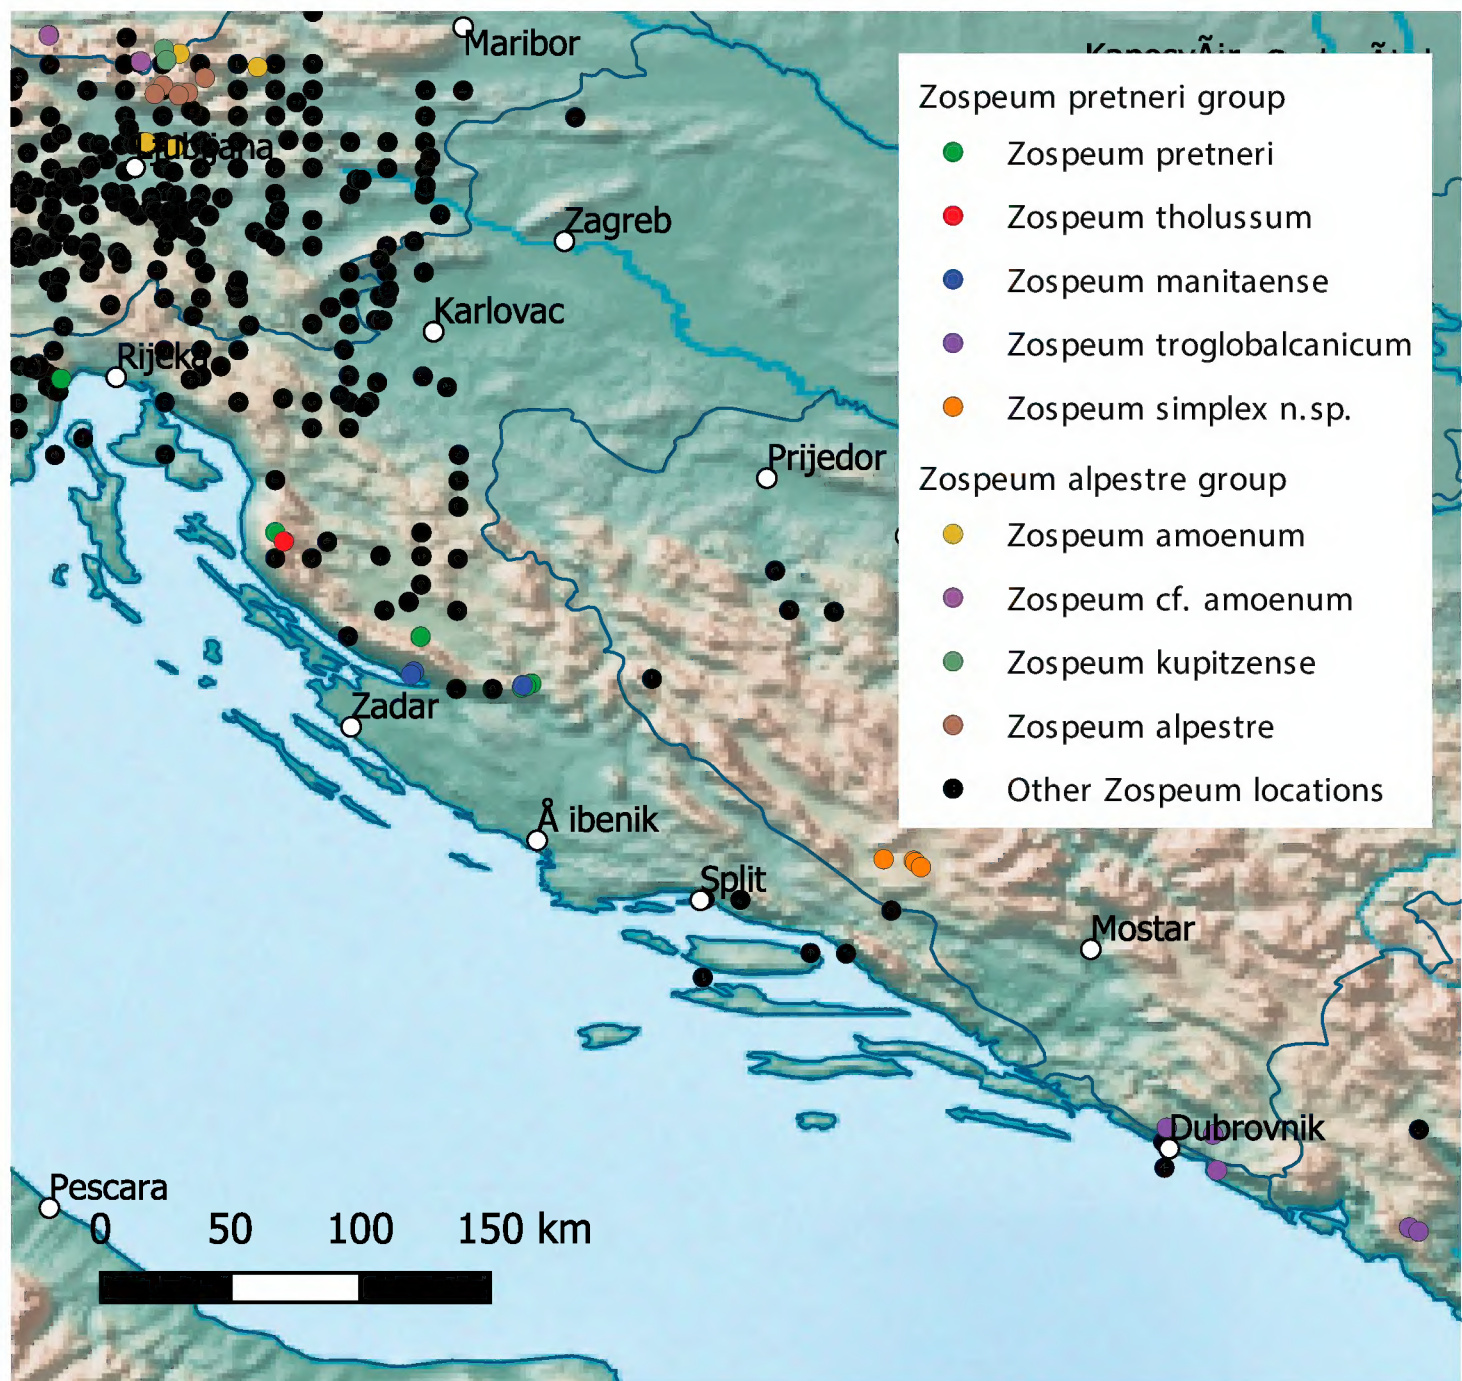 Maribor
Zospeum pretneri group
Zospeum pretneri
Zospeum tholussum
Zospeum manitaense
Zospeum troglobalcanicum
Zospeum simplex n.sp.
Zospeum alpestre group
Zospeum amoenum
Zospeum cf. amoenum
Zospeum kupitzense
Zospeum alpestre
Other Zospeum locations
Ljubljana
Zagreb
Karlovac
Rijeka
Prijedor
Zadar
Å ibenik
Split
Mostar
Dubrovnik
Pescara
0 50 100 150 km